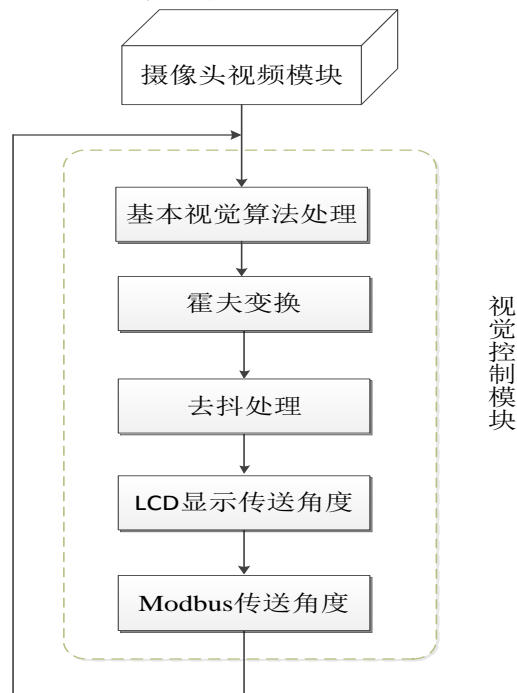 摄像头视频模块
基本视觉算法处理
霍夫变换
去抖处理
LCD显示传送角度
Modbus传送角度
视觉控制模块